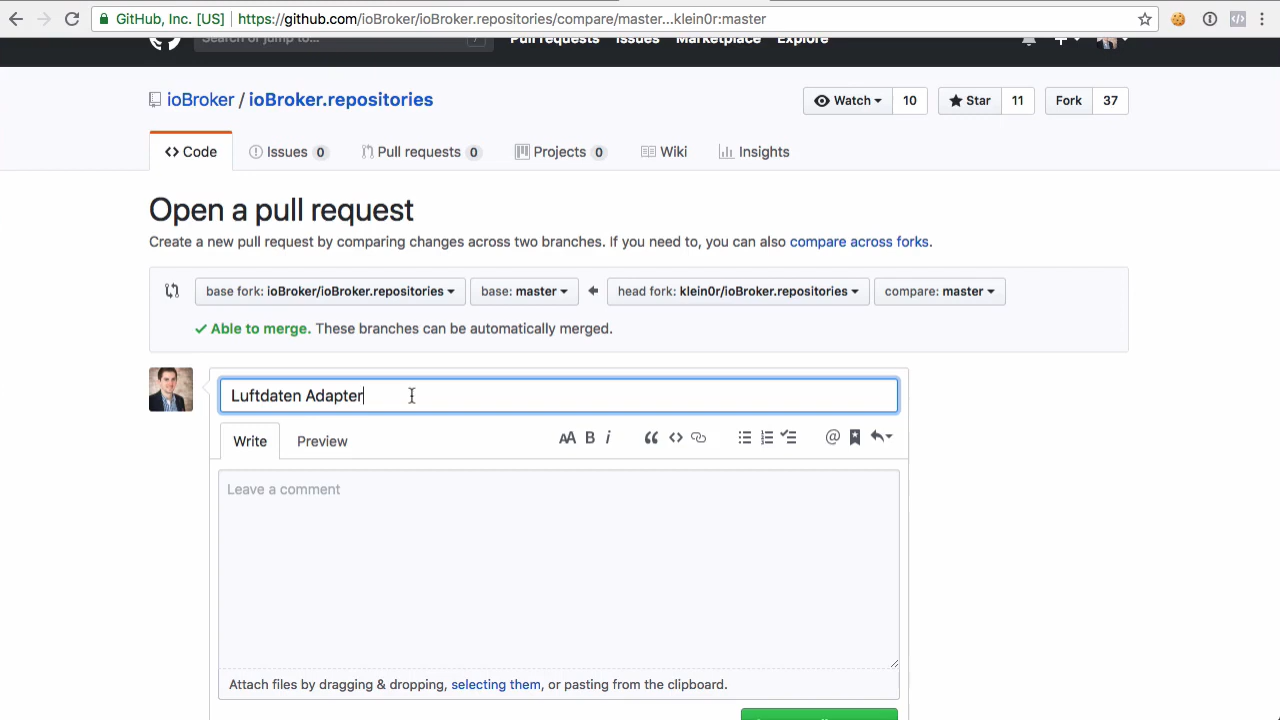 GitHub, Inc. [US] https://github.com/ioBroker/ioBroker.repositories/compare/master...klein0r:master
Search or jump to... / Pull requests Issues Marketplace Explore
ioBroker / ioBroker.repositories
Watch 10 Star 11 Fork 37
Code Issues 0 Pull requests 0 Projects 0 Wiki Insights
Open a pull request
Create a new pull request by comparing changes across two branches. If you need to, you can also compare across forks.
base fork: ioBroker/ioBroker.repositories base: master head fork: klein0r/ioBroker.repositories compare: master
Able to merge. These branches can be automatically merged.
Luftdaten Adapter
Write Preview AA B i @
Leave a comment
Attach files by dragging & dropping, selecting them, or pasting from the clipboard.